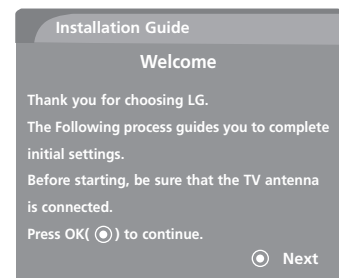 Installation Guide
Welcome
Thank you for choosing LG.
The Following process guides you to complete
initial settings.
Before starting, be sure that the TV antenna
is connected.
Press OK( ◉ ) to continue.
◉ Next